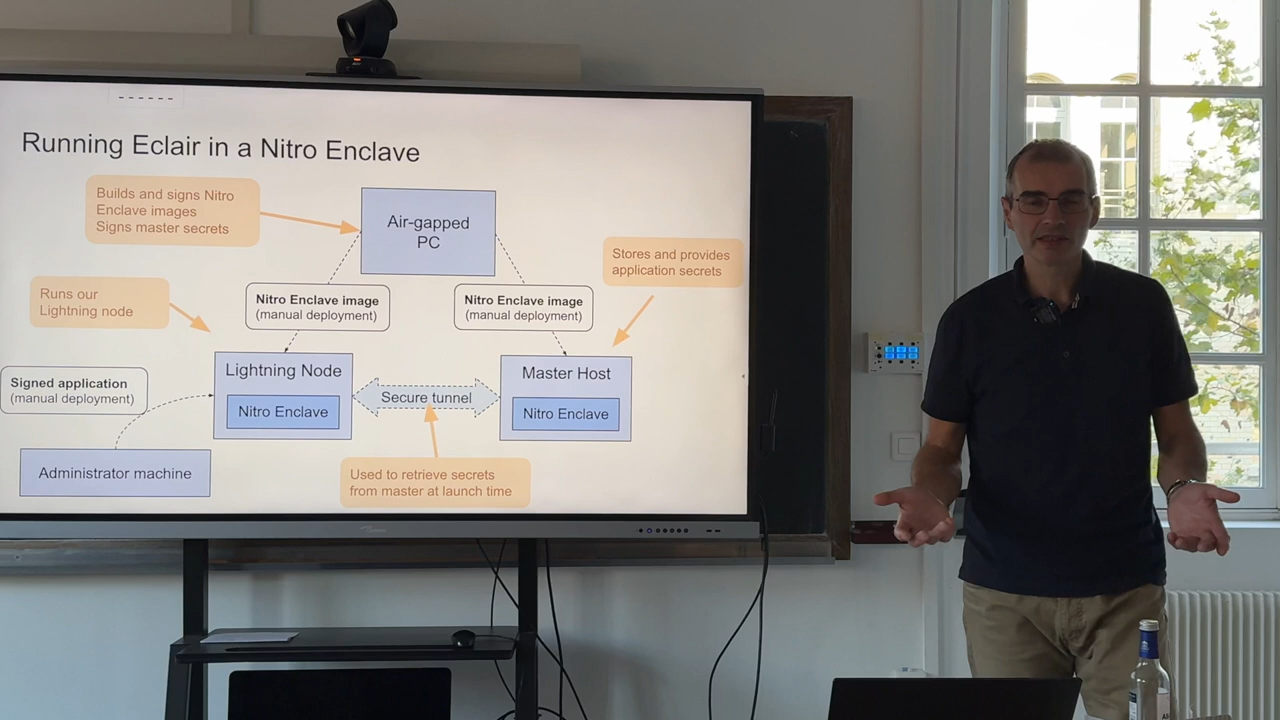 Running Eclair in a Nitro Enclave
Builds and signs Nitro
Enclave images
Signs master secrets
Air-gapped
PC
Stores and provides
application secrets
Runs our
Lightning node
Nitro Enclave image
(manual deployment)
Nitro Enclave image
(manual deployment)
Signed application
(manual deployment)
Lightning Node
Nitro Enclave
Secure tunnel
Master Host
Nitro Enclave
Administrator machine
Used to retrieve secrets
from master at launch time